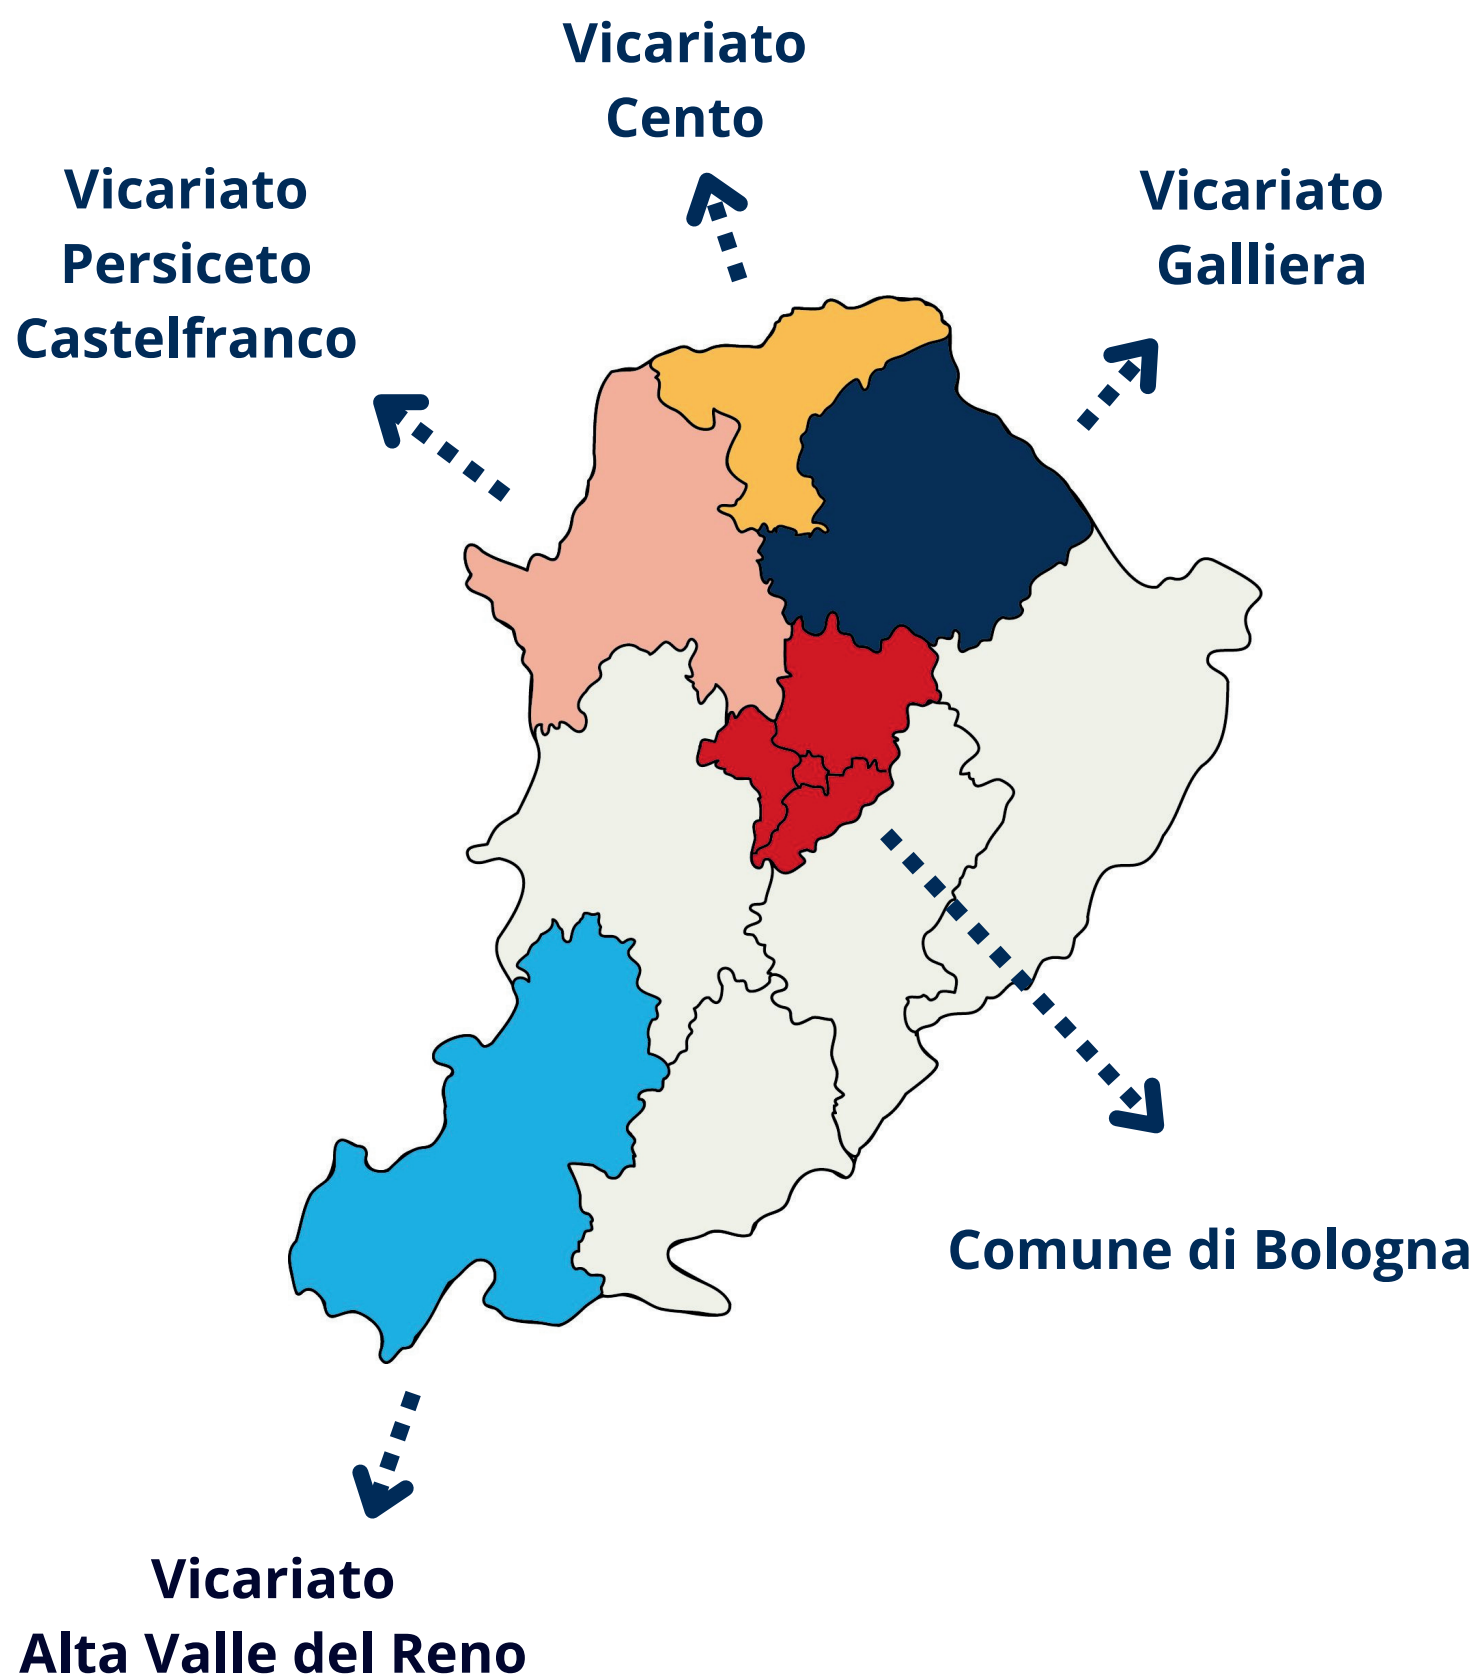 Vicariato
Cento
Vicariato
Persiceto
Castelfranco
Vicariato
Galliera
Comune di Bologna
Vicariato
Alta Valle del Reno